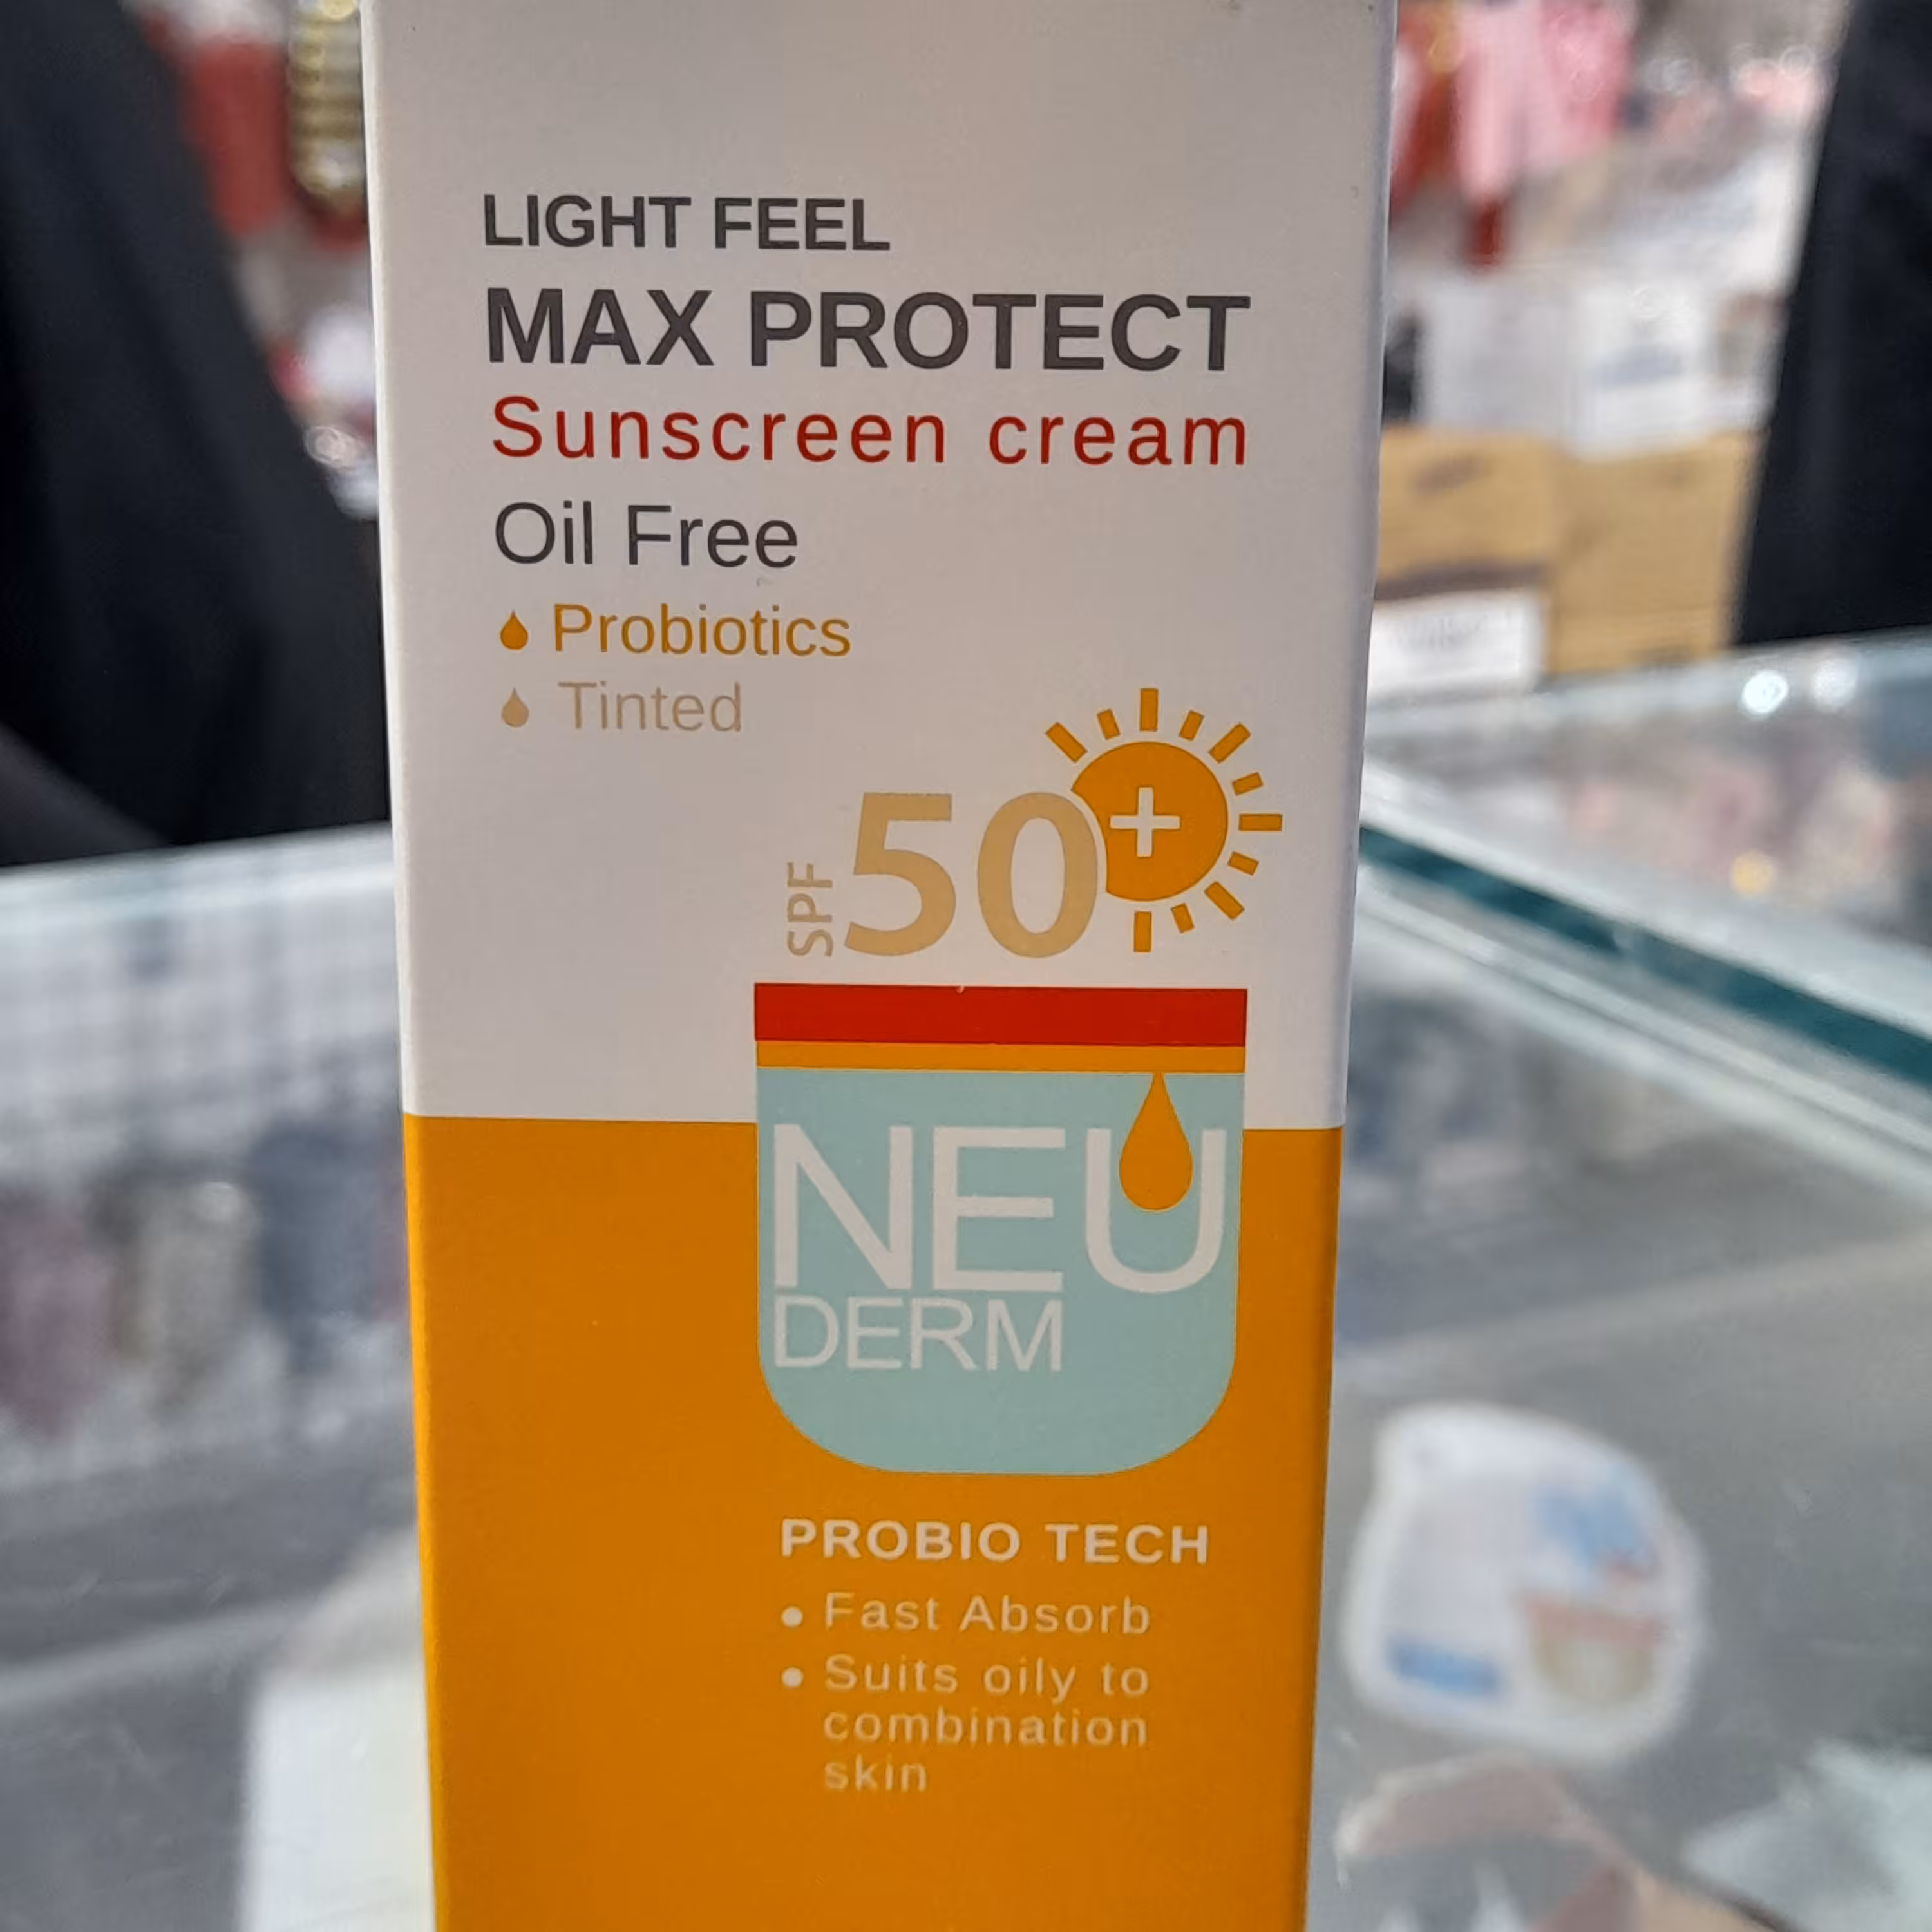 LIGHT FEEL
MAX PROTECT
Sunscreen cream
Oil Free
Probiotics
Tinted
SPF 50+
NEU
DERM
PROBIO TECH
• Fast Absorb
• Suits oily to
combination
skin